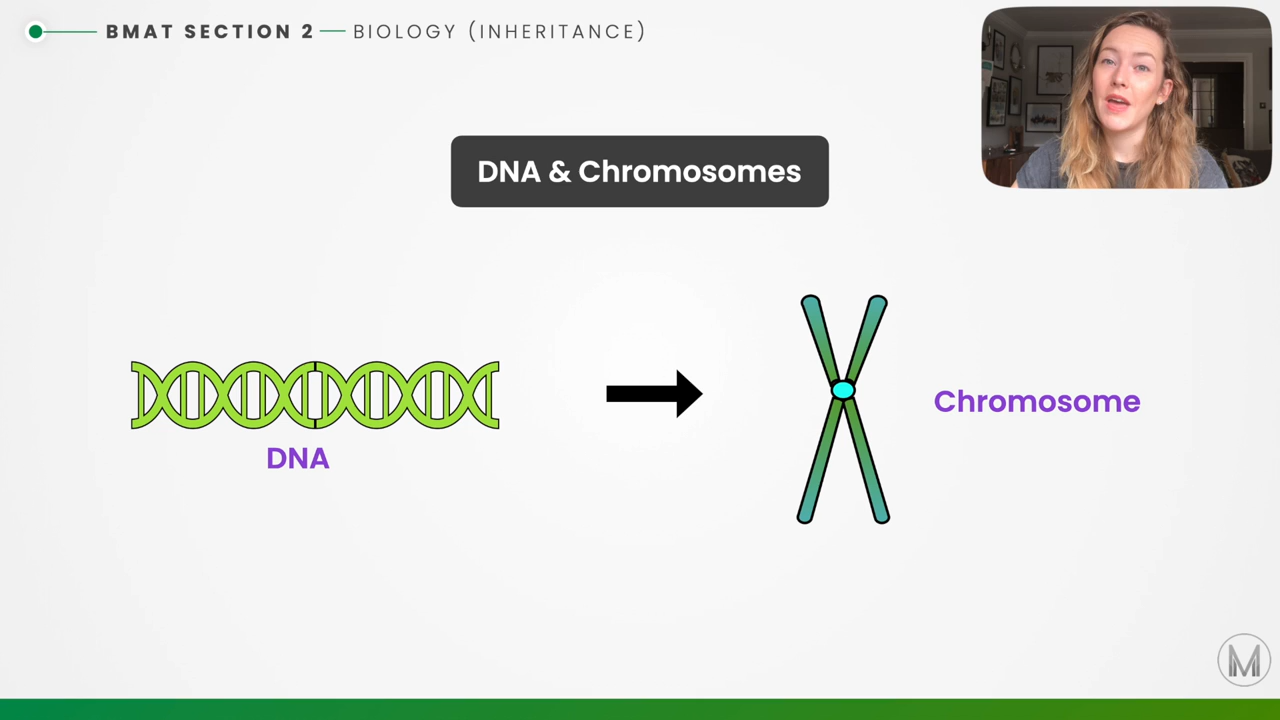 BMAT SECTION 2 — BIOLOGY (INHERITANCE)
DNA & Chromosomes
DNA
Chromosome
M